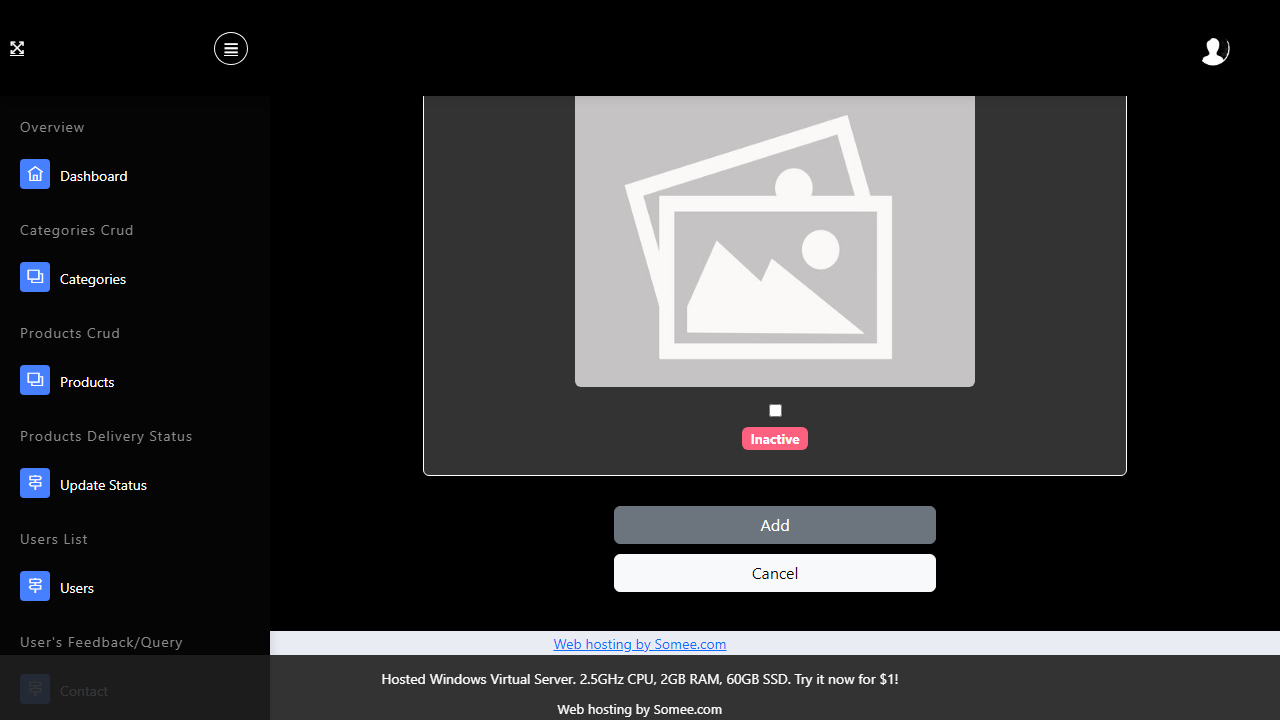 Overview
Dashboard
Categories Crud
Categories
Products Crud
Products
Products Delivery Status
Update Status
Users List
Users
User's Feedback/Query
Contact
Inactive
Add
Cancel
Web hosting by Somee.com
Hosted Windows Virtual Server. 2.5GHz CPU, 2GB RAM, 60GB SSD. Try it now for $1!
Web hosting by Somee.com